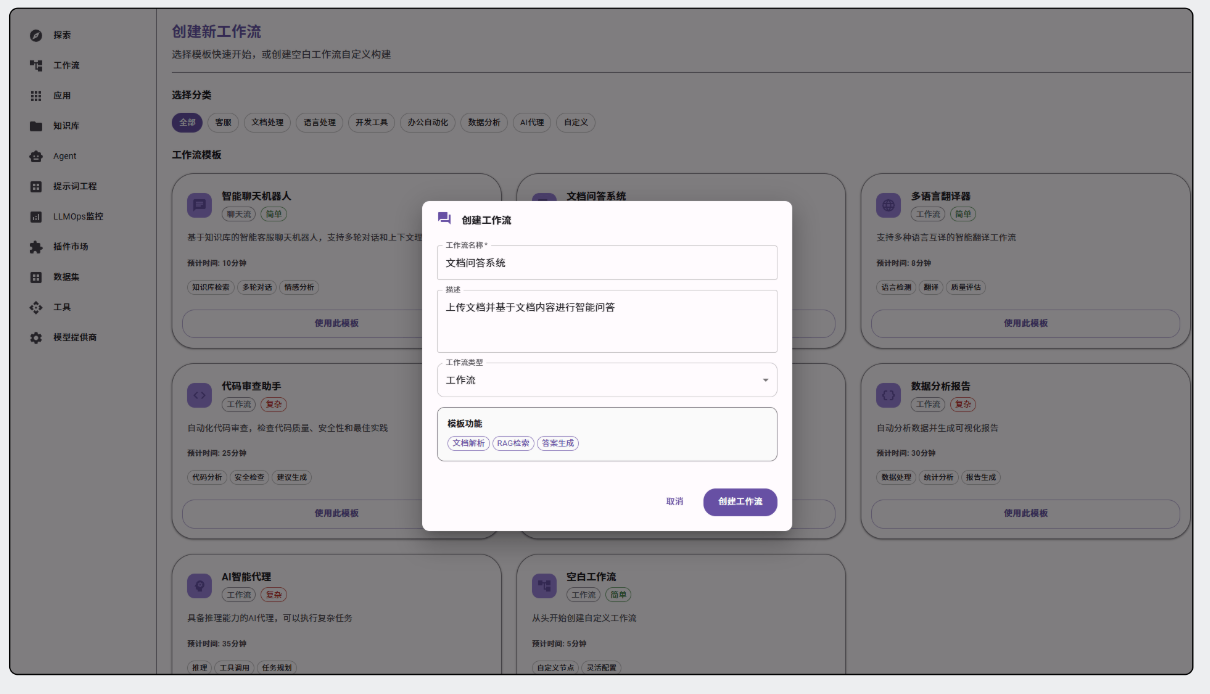 探索
工作流
应用
知识库
Agent
提示词工程
LLMOps监控
插件市场
数据集
工具
模型提供商
创建新工作流
选择模板快速开始，或创建空白工作流自定义构建
选择分类
全部 客服 文档处理 语言处理 开发工具 办公自动化 数据分析 AI代理 自定义
工作流模板
智能聊天机器人
聊天流 简单
基于知识库的智能客服聊天机器人，支持多轮对话和上下文理
预计时间: 10分钟
知识库检索 多轮对话 情感分析
使用此模板
文档问答系统
多语言翻译器
工作流 简单
支持多种语言互译的智能翻译工作流
预计时间: 8分钟
语言检测 翻译 质量评估
使用此模板
创建工作流
工作流名称 *
文档问答系统
描述
上传文档并基于文档内容进行智能问答
工作流类型
工作流
模板功能
文档解析 RAG检索 答案生成
取消 创建工作流
代码审查助手
工作流 复杂
自动化代码审查，检查代码质量、安全性和最佳实践
预计时间: 25分钟
代码分析 安全检查 建议生成
使用此模板
数据分析报告
工作流 复杂
自动分析数据并生成可视化报告
预计时间: 30分钟
数据处理 统计分析 报告生成
使用此模板
AI智能代理
工作流 复杂
具备推理能力的AI代理，可以执行复杂任务
预计时间: 35分钟
推理 工具调用 任务规划
空白工作流
工作流 简单
从头开始创建自定义工作流
预计时间: 5分钟
自定义节点 灵活配置